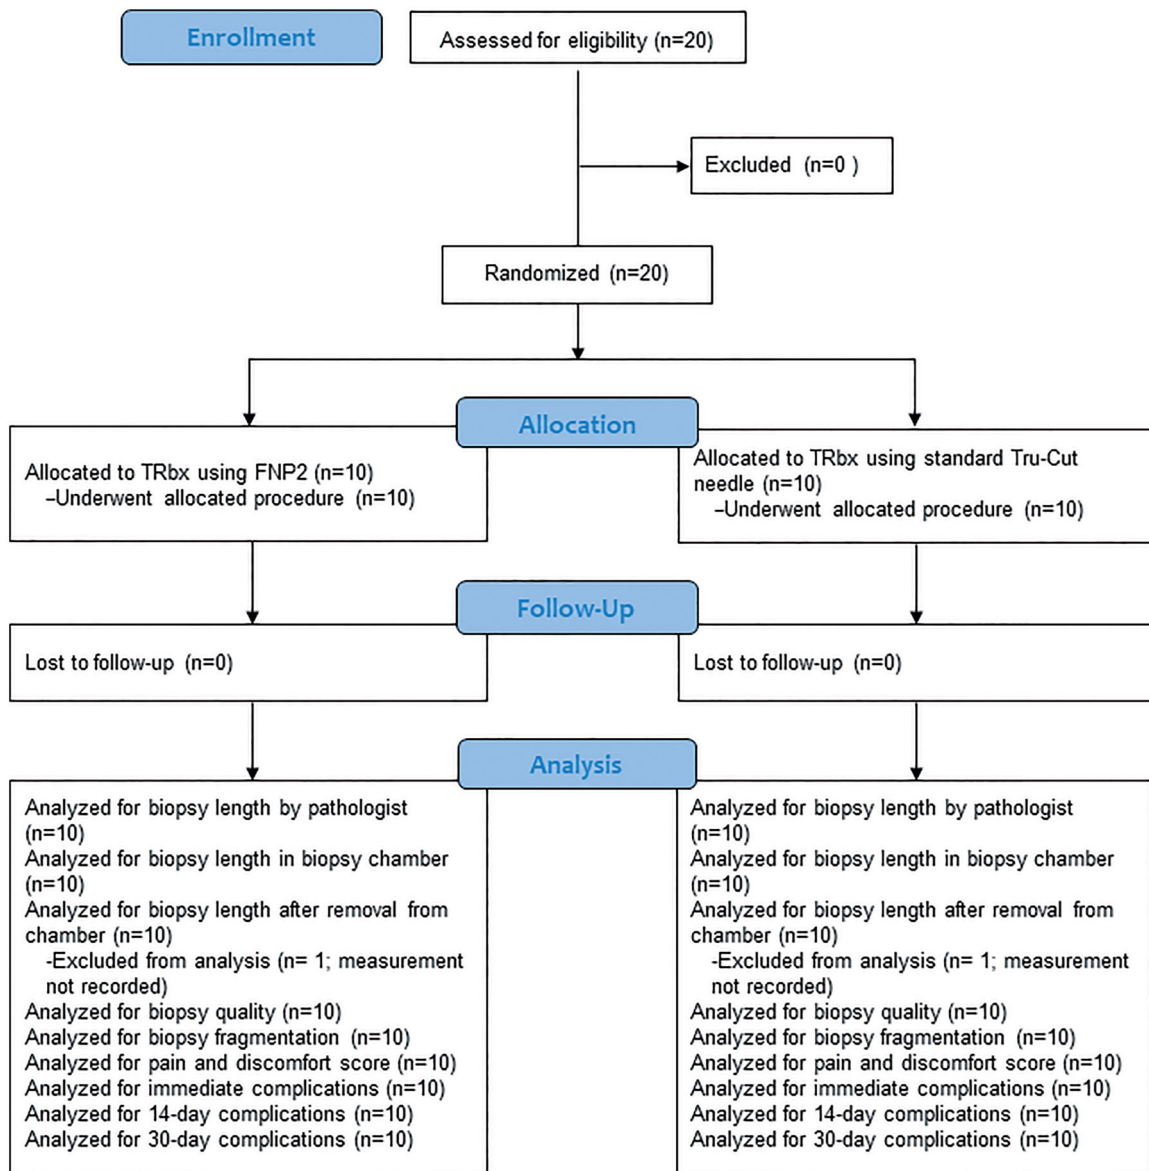 Enrollment
Assessed for eligibility (n=20)
Excluded (n=0 )
Randomized (n=20)
Allocation
Allocated to TRbx using FNP2 (n=10)
–Underwent allocated procedure (n=10)
Allocated to TRbx using standard Tru-Cut
needle (n=10)
–Underwent allocated procedure (n=10)
Follow-Up
Lost to follow-up (n=0)
Lost to follow-up (n=0)
Analysis
Analyzed for biopsy length by pathologist
(n=10)
Analyzed for biopsy length in biopsy chamber
(n=10)
Analyzed for biopsy length after removal from
chamber (n=10)
-Excluded from analysis (n= 1; measurement
not recorded)
Analyzed for biopsy quality (n=10)
Analyzed for biopsy fragmentation (n=10)
Analyzed for pain and discomfort score (n=10)
Analyzed for immediate complications (n=10)
Analyzed for 14-day complications (n=10)
Analyzed for 30-day complications (n=10)
Analyzed for biopsy length by pathologist
(n=10)
Analyzed for biopsy length in biopsy chamber
(n=10)
Analyzed for biopsy length after removal from
chamber (n=10)
-Excluded from analysis (n= 1; measurement
not recorded)
Analyzed for biopsy quality (n=10)
Analyzed for biopsy fragmentation (n=10)
Analyzed for pain and discomfort score (n=10)
Analyzed for immediate complications (n=10)
Analyzed for 14-day complications (n=10)
Analyzed for 30-day complications (n=10)